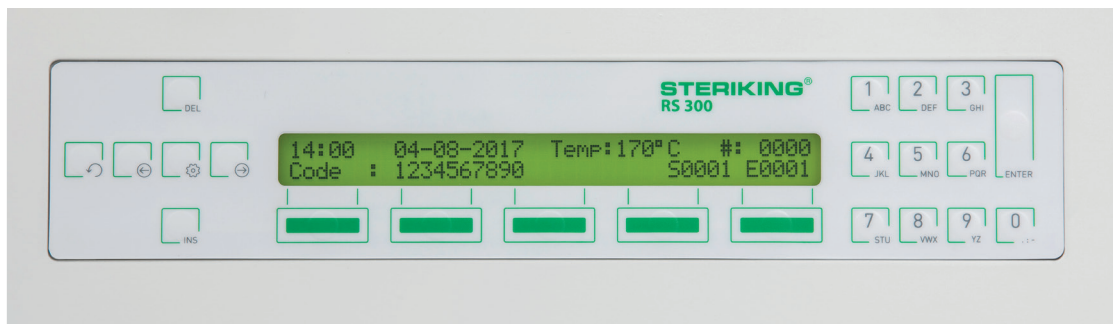 STERIKING®
RS 300
DEL
14:00 04-08-2017 Temp:170°C #: 0000
Code : 1234567890 S0001 E0001
INS
1 ABC 2 DEF 3 GHI
4 JKL 5 MNO 6 PQR ENTER
7 STU 8 VWX 9 YZ 0